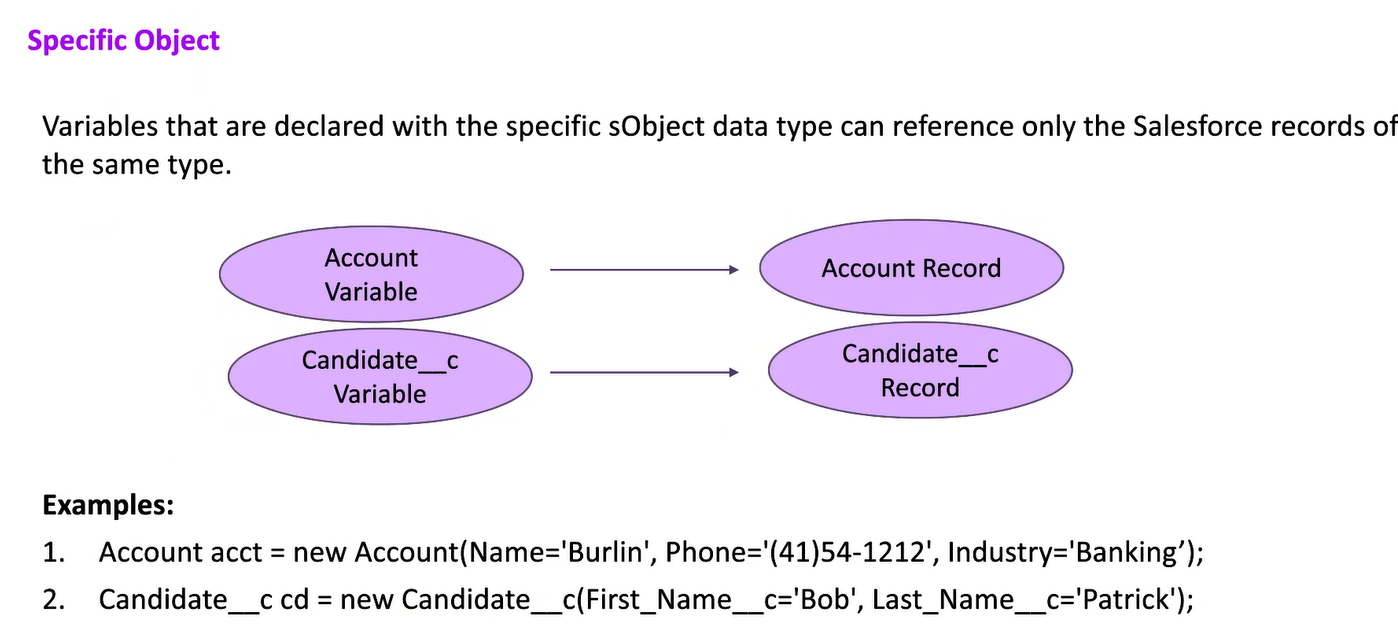 Specific Object
Variables that are declared with the specific sObject data type can reference only the Salesforce records of
the same type.
Account
Variable
Account Record
Candidate__c
Variable
Candidate__c
Record
Examples:
1. Account acct = new Account(Name='Burlin', Phone='(41)54-1212', Industry='Banking’);
2. Candidate__c cd = new Candidate__c(First_Name__c='Bob', Last_Name__c='Patrick');